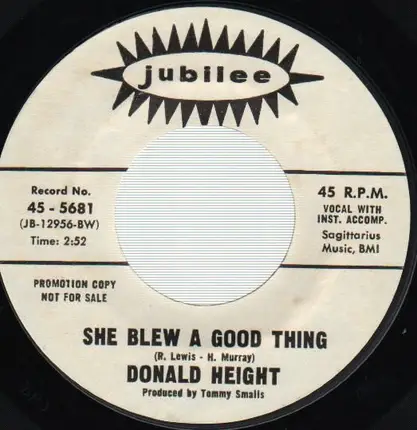 jubilee
Record No.
45 - 5681
(JB-12956-BW)
Time: 2:52
45 R.P.M.
VOCAL WITH
INST. ACCOMP.
Sagittarius
Music, BMI
PROMOTION COPY
NOT FOR SALE
SHE BLEW A GOOD THING
(R. Lewis - H. Murray)
DONALD HEIGHT
Produced by Tommy Smalls